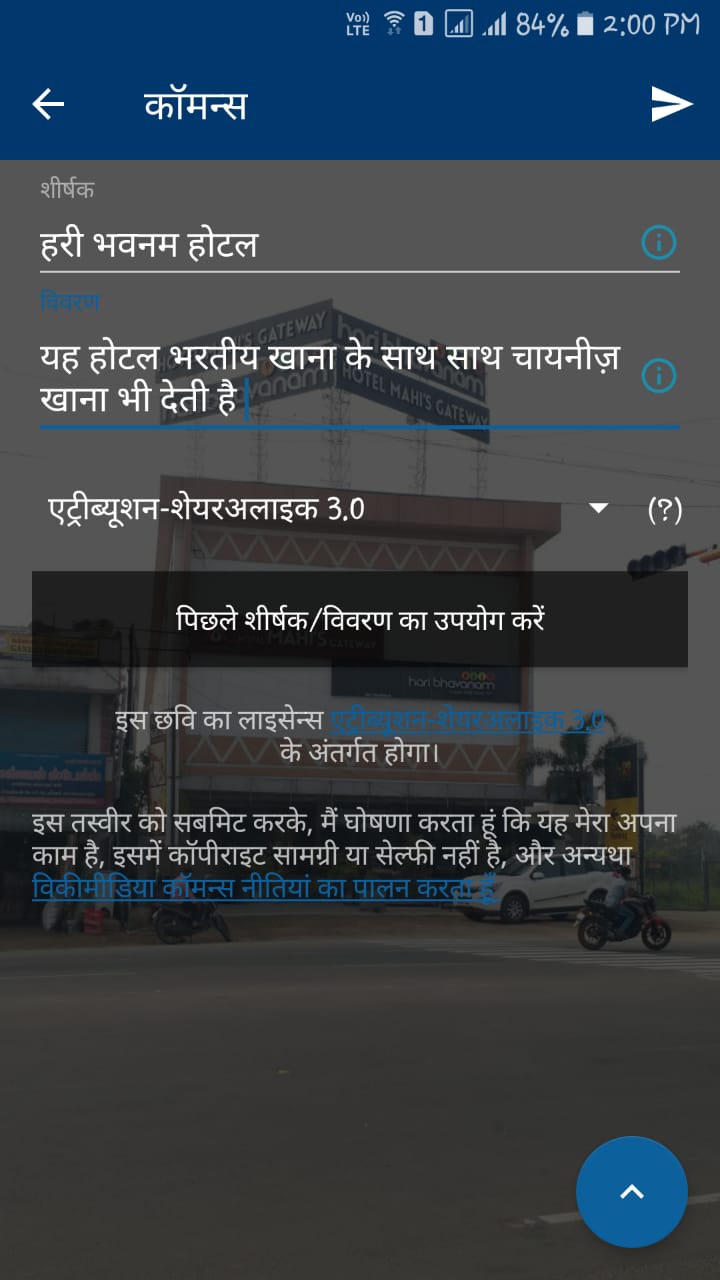 Vo)) LTE 1 84% 2:00 PM
कॉमन्स
शीर्षक
हरी भवनम होटल
विवरण
यह होटल भरतीय खाना के साथ साथ चायनीज़
खाना भी देती है
HOTEL MAHI'S GATEWAY
hari bhavanam
HOTEL MAHI'S GATEWAY
एट्रीब्यूशन-शेयरअलाइक 3.0 (?)
पिछले शीर्षक/विवरण का उपयोग करें
MAHI'S GATEWAY
hari bhavanam
इस छवि का लाइसेन्स एट्रीब्यूशन-शेयरअलाइक 3.0
के अंतर्गत होगा।
इस तस्वीर को सबमिट करके, मैं घोषणा करता हूं कि यह मेरा अपना
काम है, इसमें कॉपीराइट सामग्री या सेल्फी नहीं है, और अन्यथा
विकीमीडिया कॉमन्स नीतियां का पालन करता हूँ